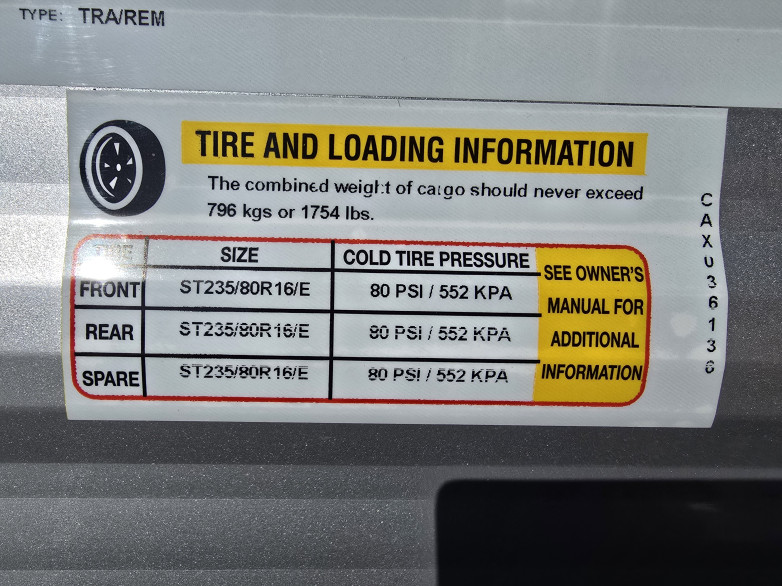 TYPE: TRA/REM
TIRE AND LOADING INFORMATION
The combined weight of cargo should never exceed
796 kgs or 1754 lbs.
TIRE SIZE COLD TIRE PRESSURE
FRONT ST235/80R16/E 80 PSI / 552 KPA
REAR ST235/80R16/E 80 PSI / 552 KPA
SPARE ST235/80R16/E 80 PSI / 552 KPA
SEE OWNER'S
MANUAL FOR
ADDITIONAL
INFORMATION